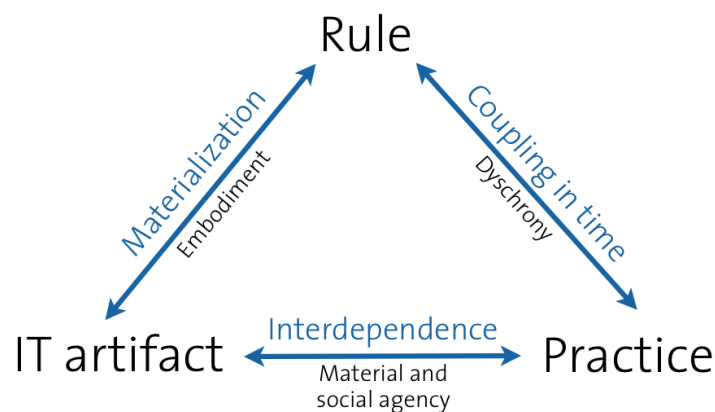 Rule
Materialization
Embodiment
Coupling in time
Dyschrony
IT artifact
Interdependence
Material and
social agency
Practice